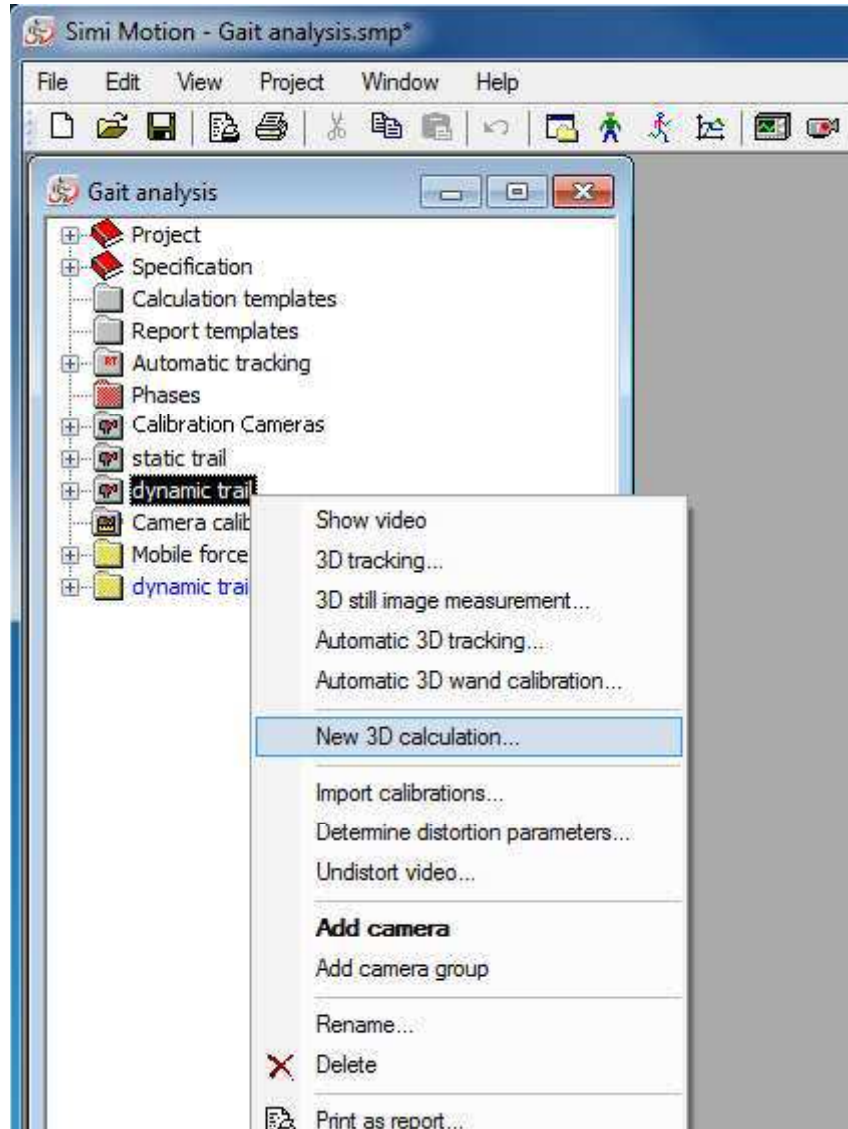 Simi Motion - Gait analysis.smp*
File Edit View Project Window Help
Gait analysis
Project
Specification
Calculation templates
Report templates
RT Automatic tracking
Phases
Calibration Cameras
static trail
dynamic trail
Camera calib
Mobile force
dynamic trai
Show video
3D tracking...
3D still image measurement...
Automatic 3D tracking...
Automatic 3D wand calibration...
New 3D calculation...
Import calibrations...
Determine distortion parameters...
Undistort video...
Add camera
Add camera group
Rename...
Delete
Print as report...